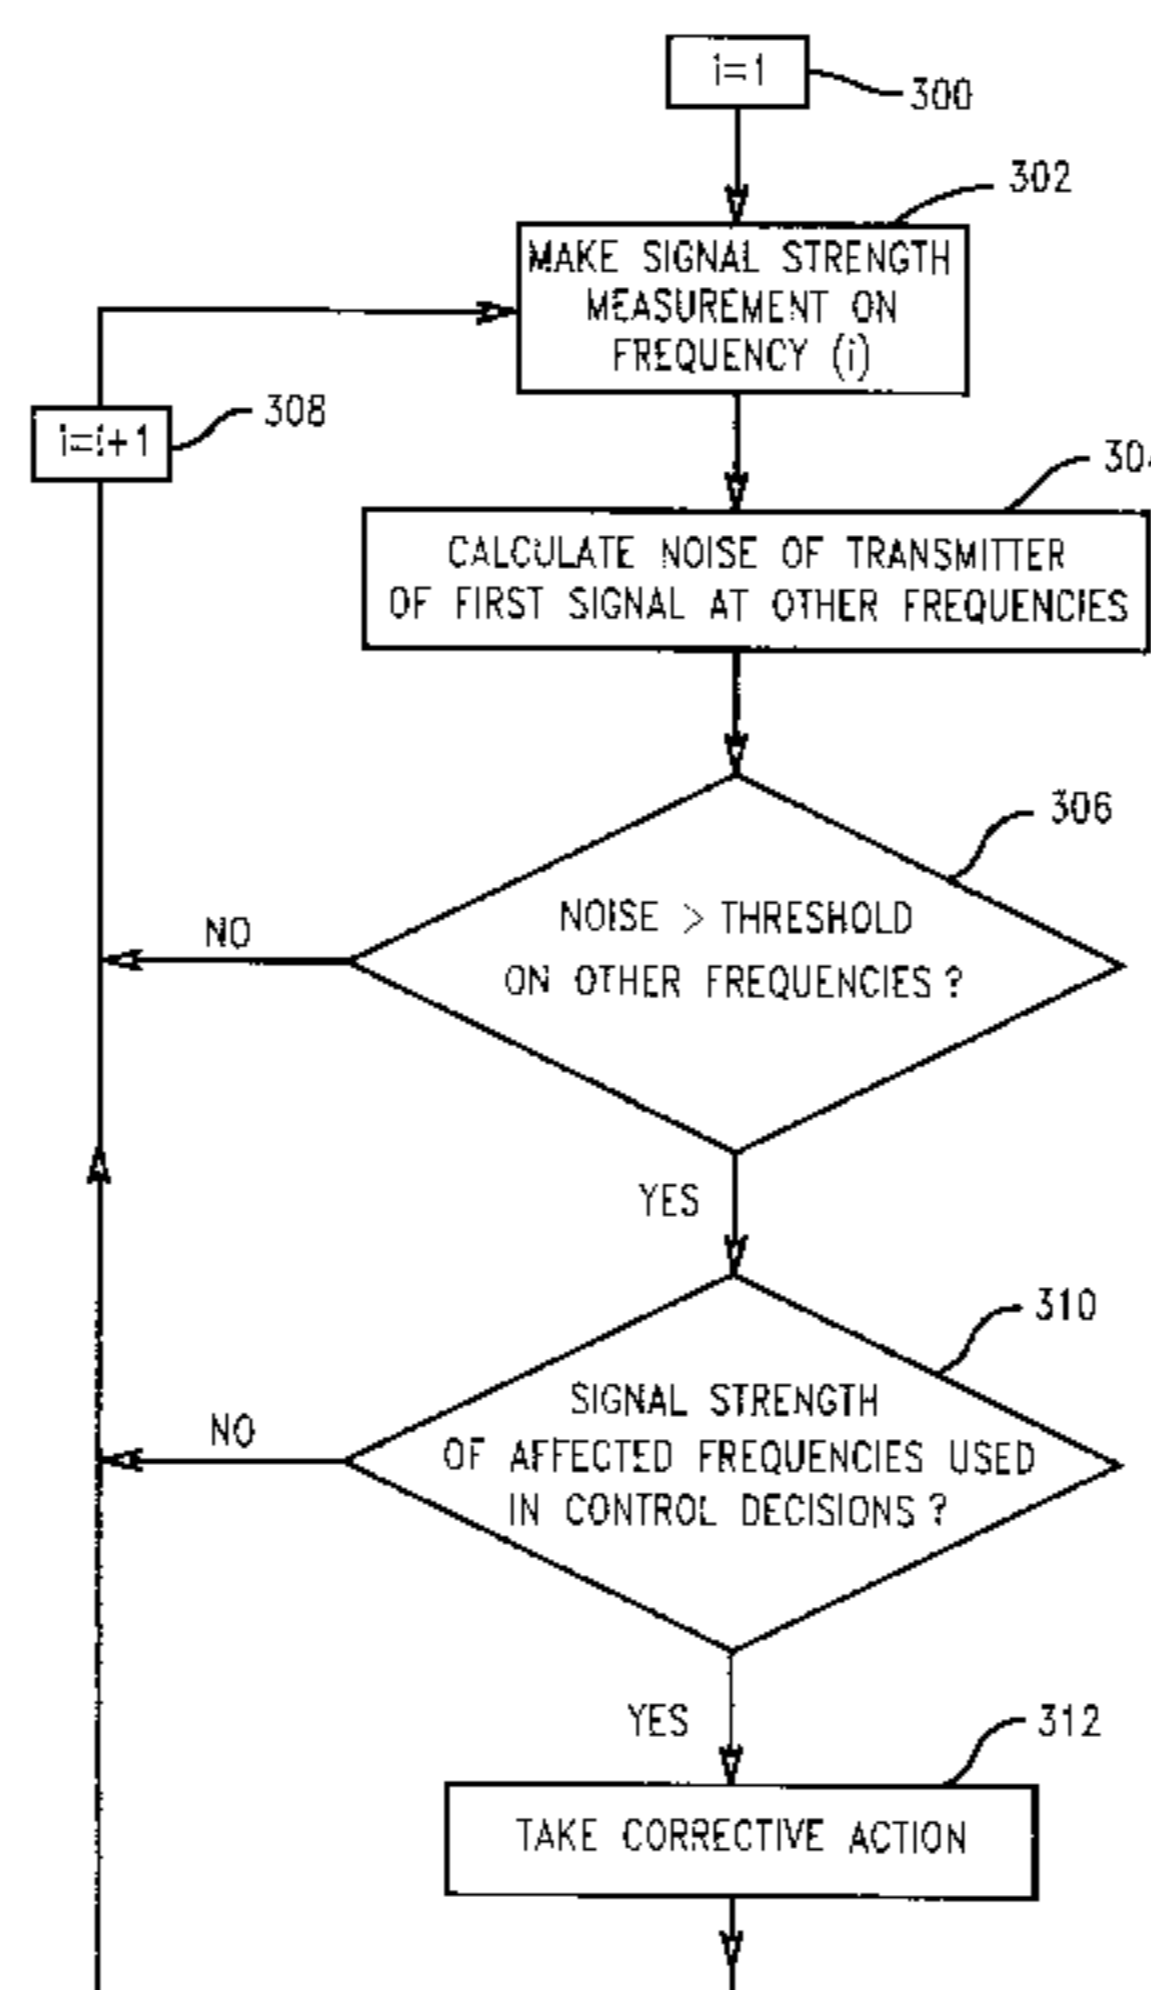 i=1
300
302
MAKE SIGNAL STRENGTH
MEASUREMENT ON
FREQUENCY (i)
308
i=i+1
304
CALCULATE NOISE OF TRANSMITTER
OF FIRST SIGNAL AT OTHER FREQUENCIES
306
NOISE > THRESHOLD
ON OTHER FREQUENCIES ?
NO
YES
310
SIGNAL STRENGTH
OF AFFECTED FREQUENCIES USED
IN CONTROL DECISIONS ?
NO
YES
312
TAKE CORRECTIVE ACTION